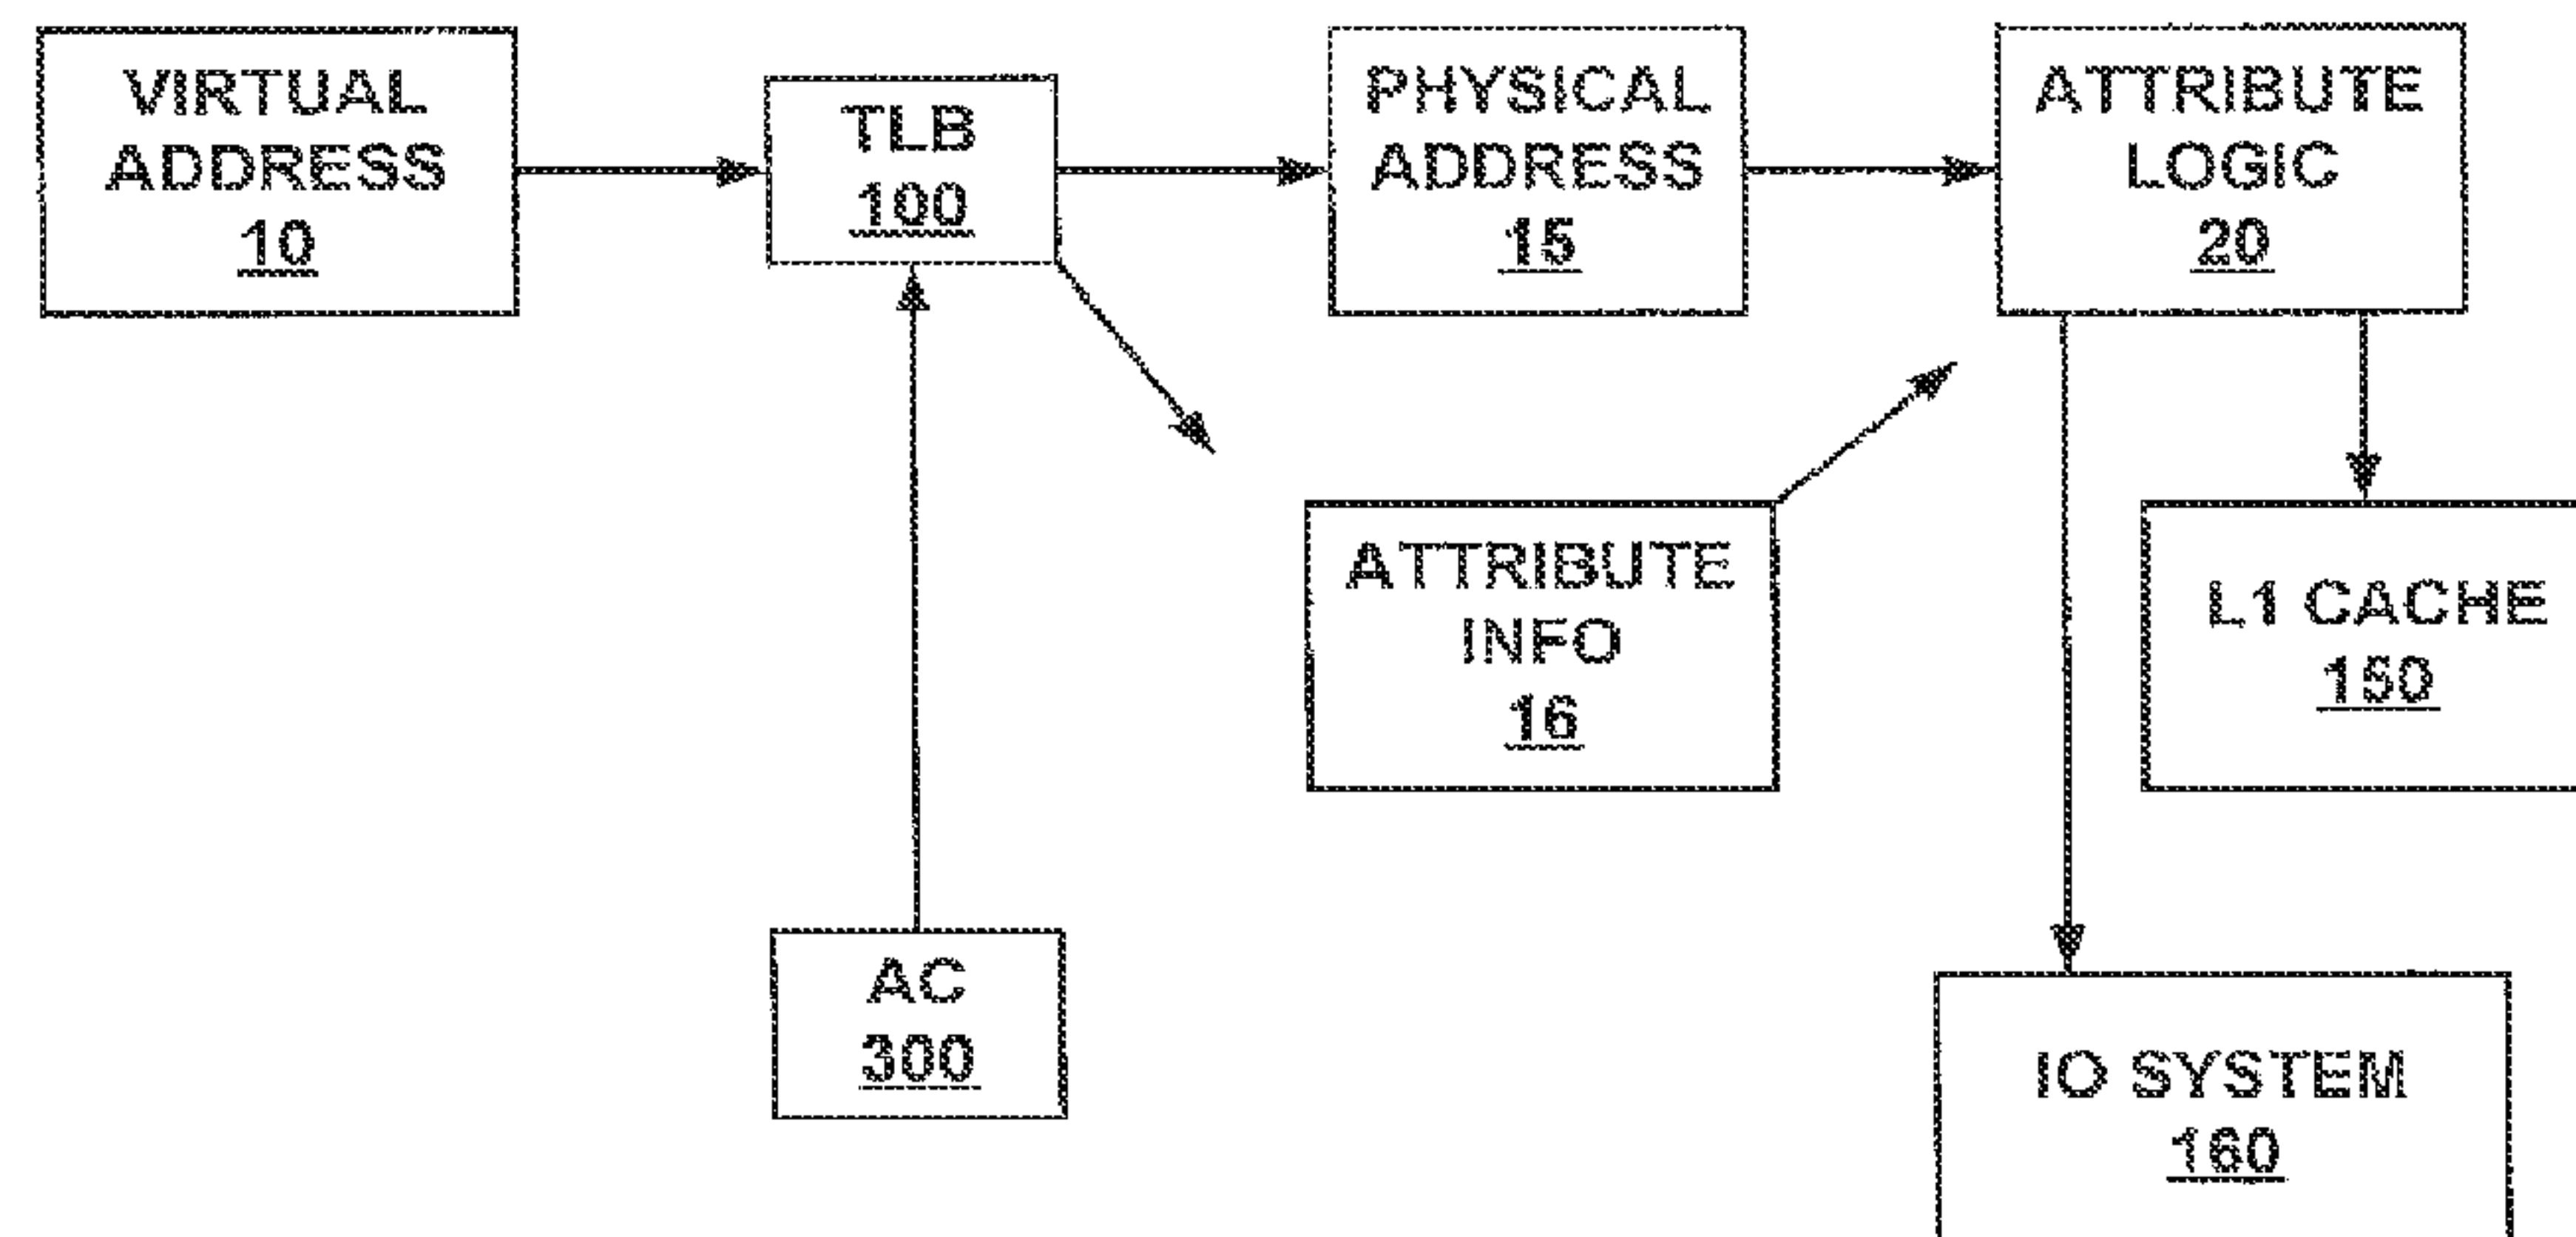 VIRTUAL
ADDRESS
10
TLB
100
PHYSICAL
ADDRESS
15
ATTRIBUTE
LOGIC
20
ATTRIBUTE
INFO
16
L1 CACHE
150
AC
300
IO SYSTEM
160